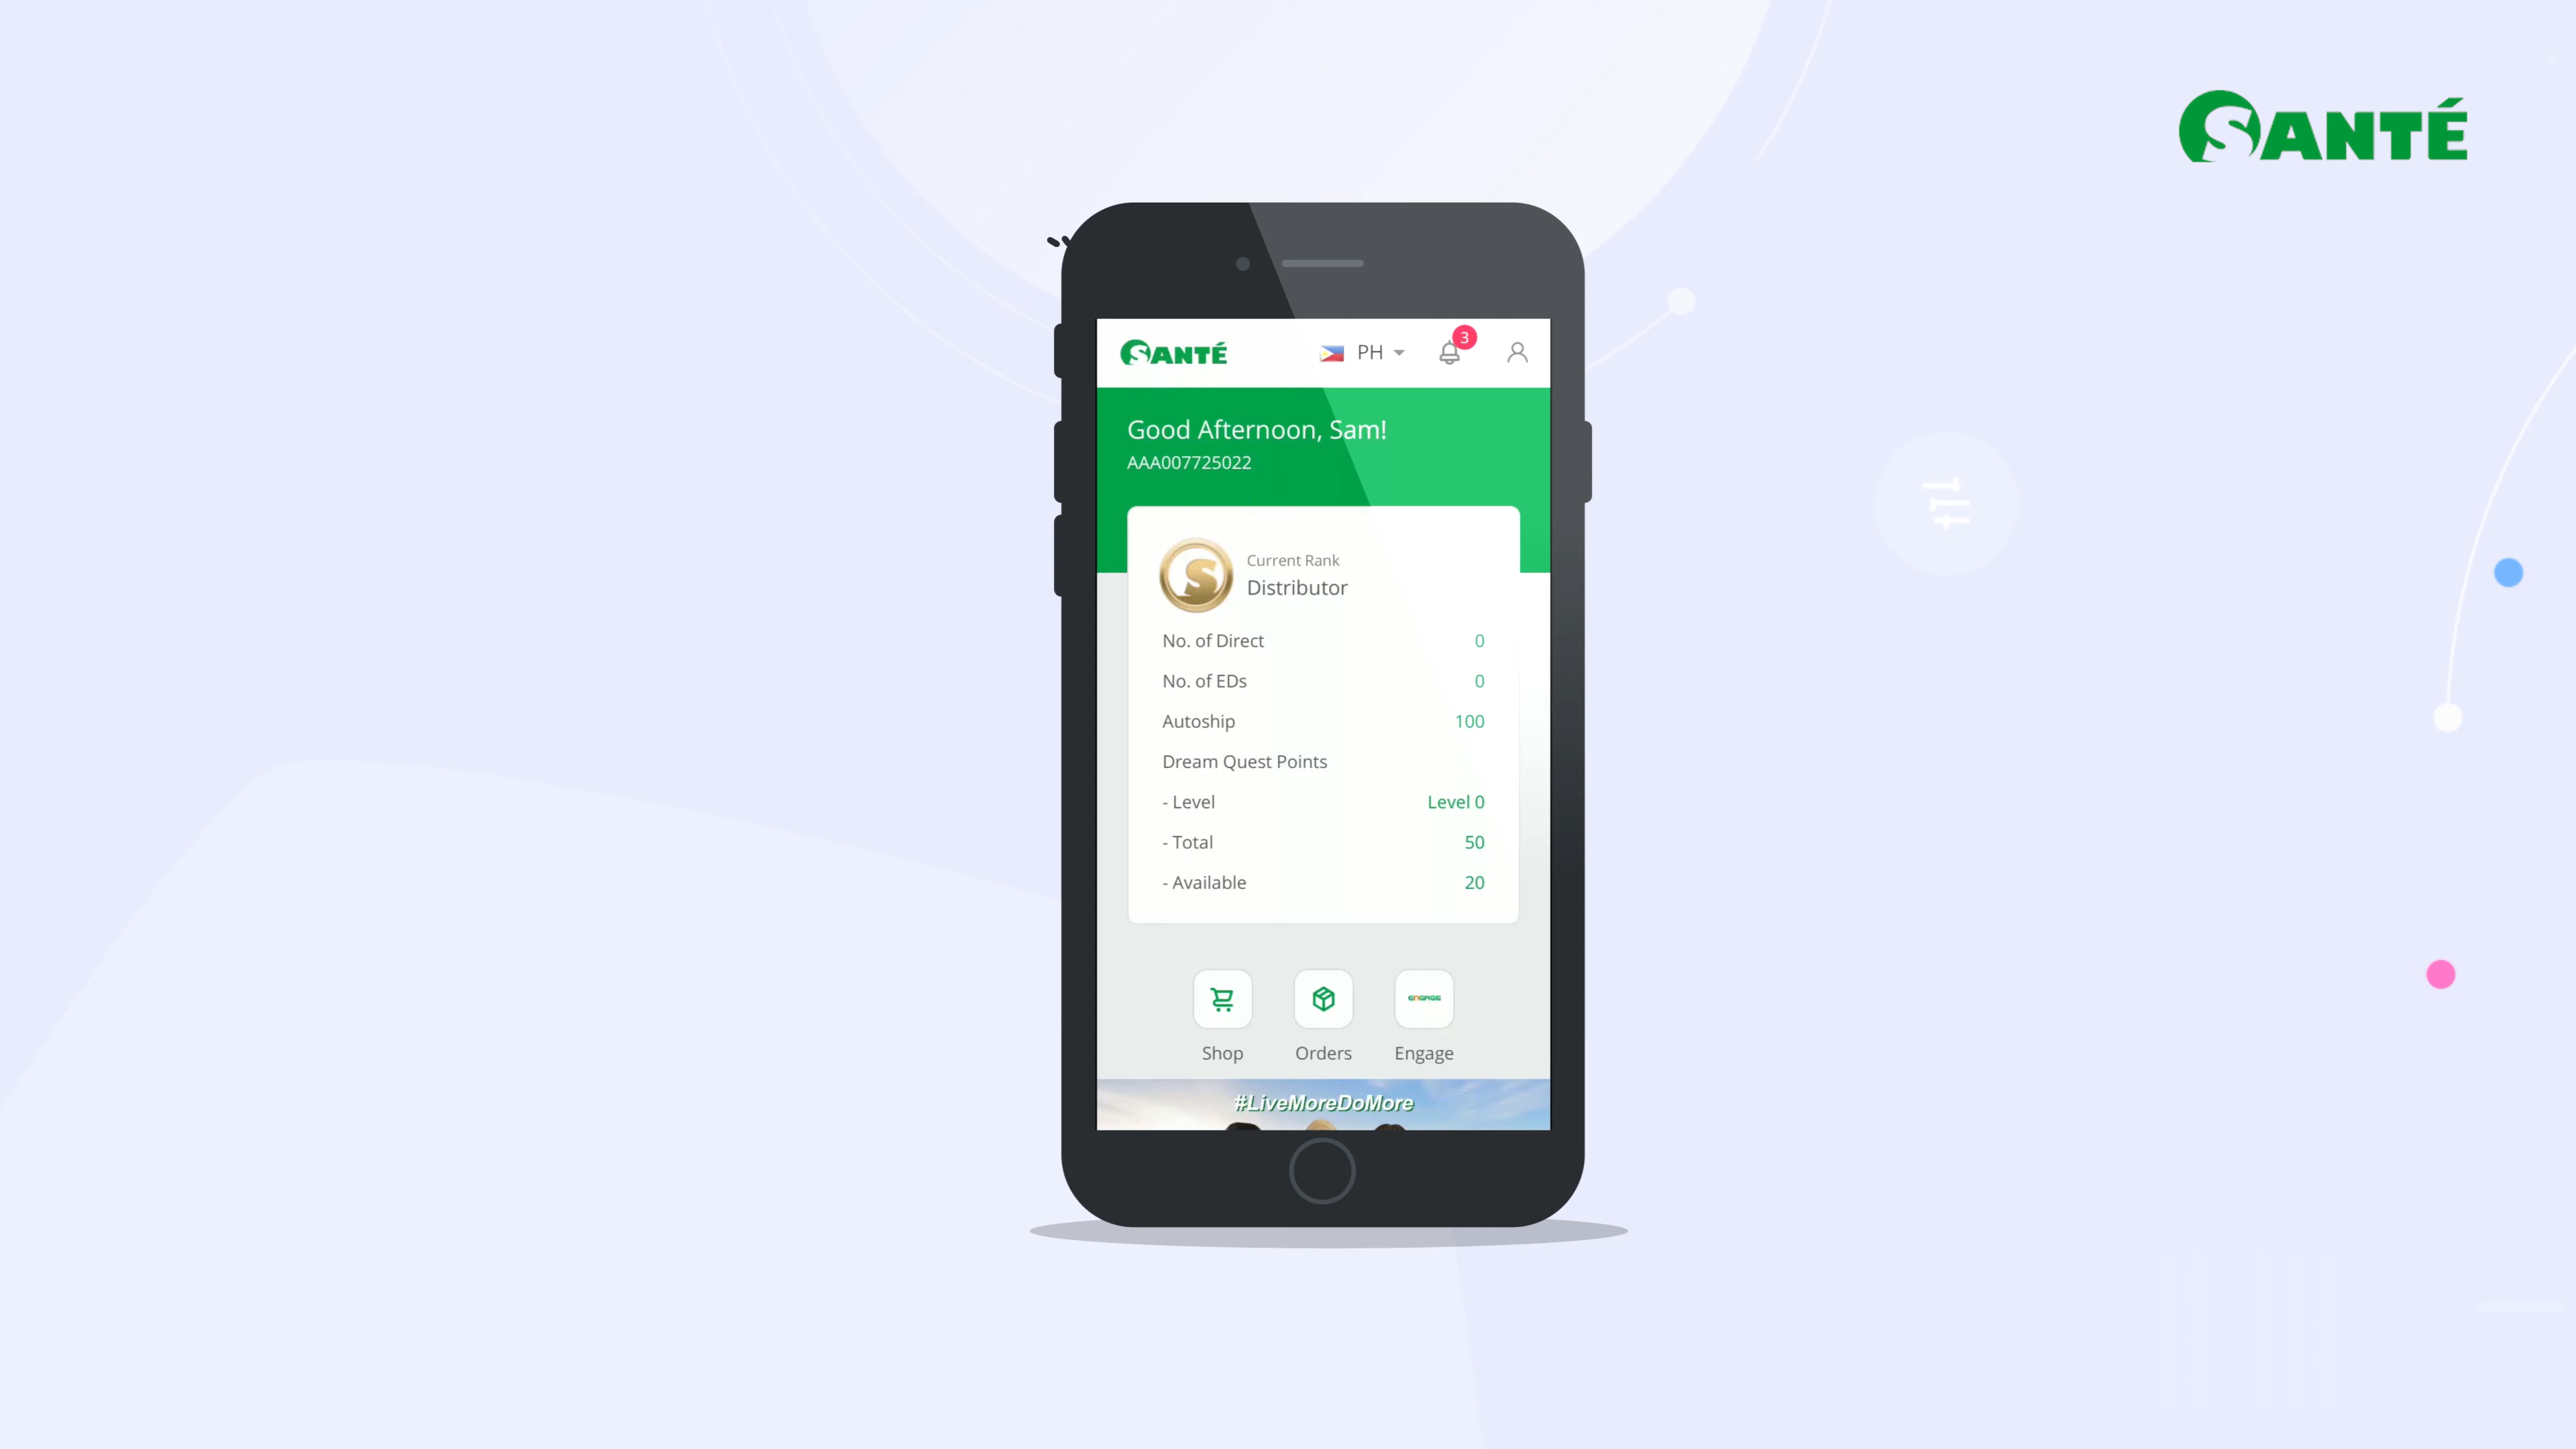 SANTÉ
SANTÉ
PH
3
Good Afternoon, Sam!
AAA007725022
Current Rank
Distributor
No. of Direct 0
No. of EDs 0
Autoship 100
Dream Quest Points
- Level Level 0
- Total 50
- Available 20
ENGAGE
Shop Orders Engage
#LiveMoreDoMore